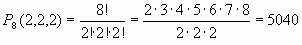 P₈(2,2,2) = 8! / (2!·2!·2!) = (2·3·4·5·6·7·8) / (2·2·2) = 5040